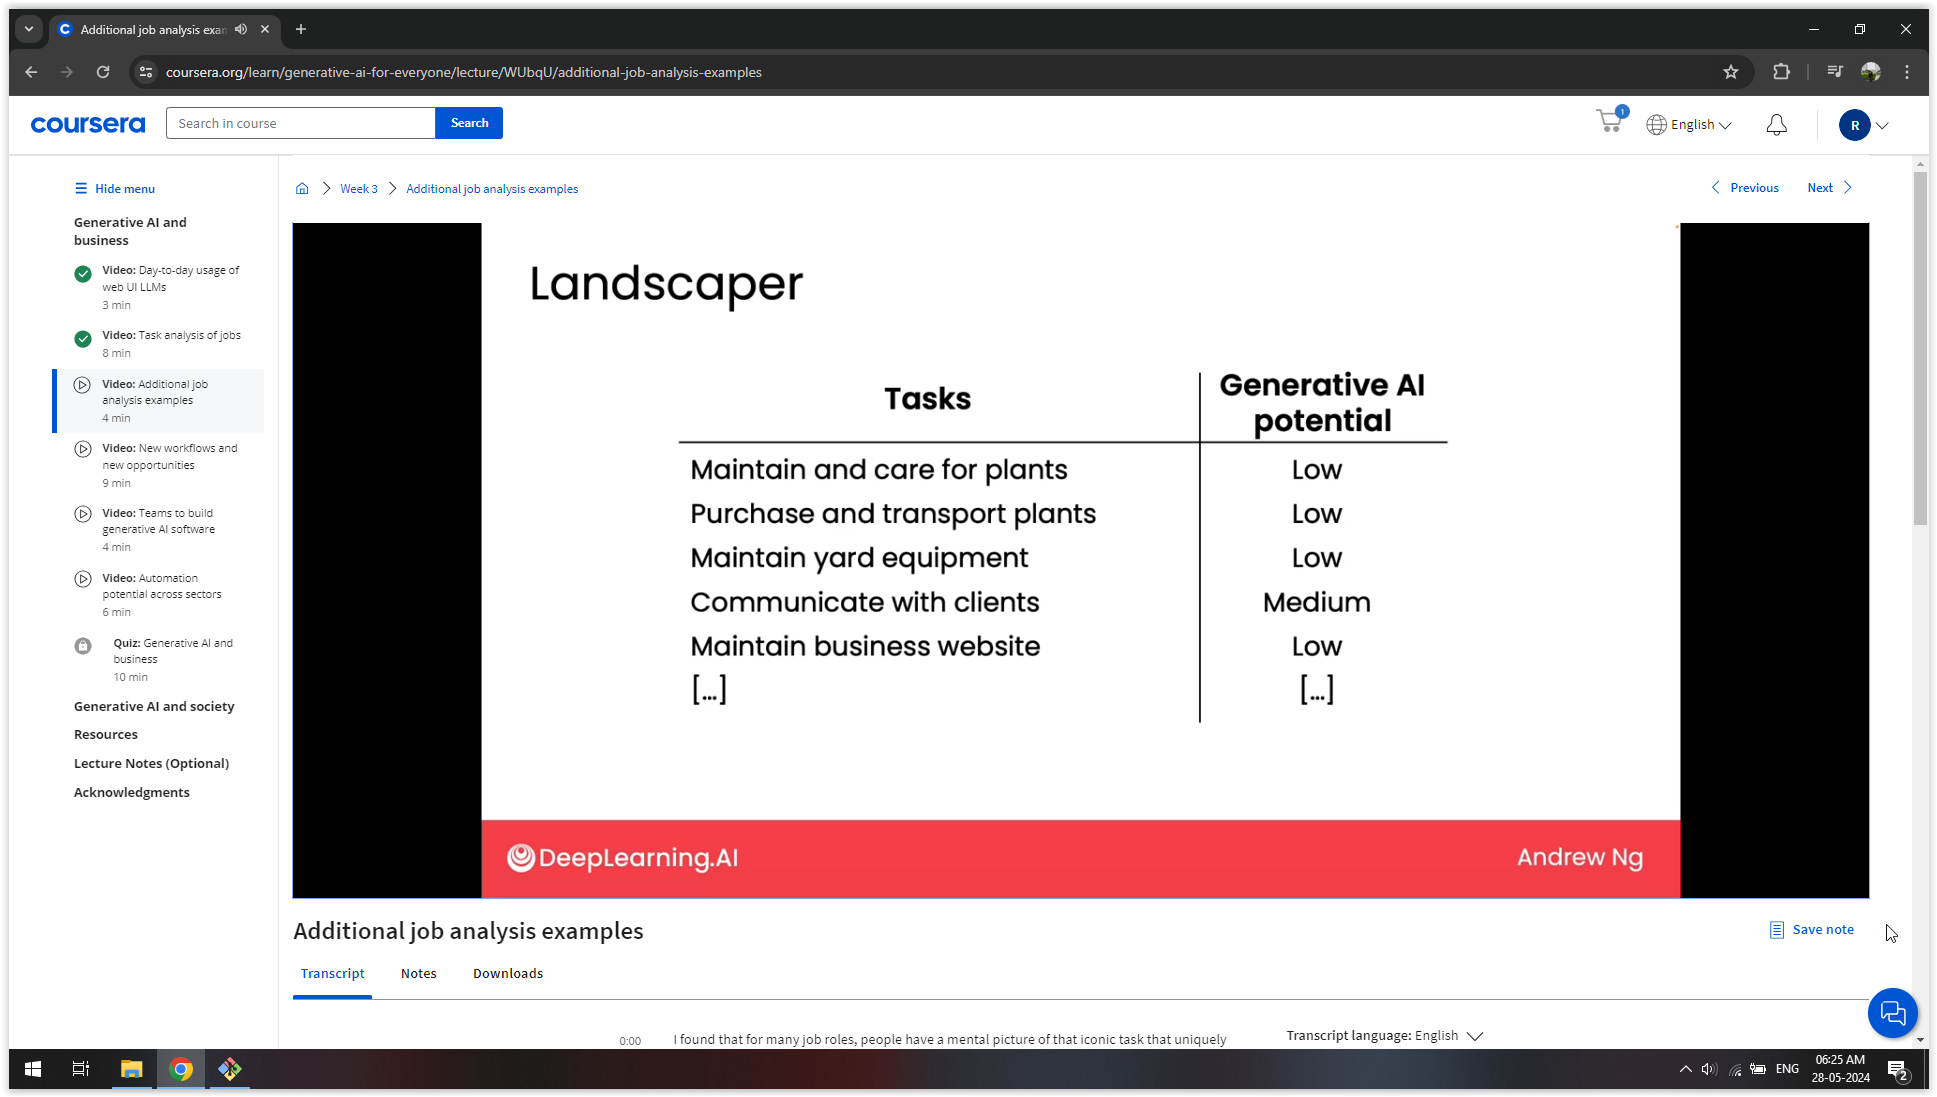 Additional job analysis exam
coursera.org/learn/generative-ai-for-everyone/lecture/WUbqU/additional-job-analysis-examples
coursera
Search in course
Search
1
English
R
Hide menu
Week 3
Additional job analysis examples
Previous
Next
Generative AI and
business
Video: Day-to-day usage of
web UI LLMs
3 min
Video: Task analysis of jobs
8 min
Video: Additional job
analysis examples
4 min
Video: New workflows and
new opportunities
9 min
Video: Teams to build
generative AI software
4 min
Video: Automation
potential across sectors
6 min
Quiz: Generative AI and
business
10 min
Generative AI and society
Resources
Lecture Notes (Optional)
Acknowledgments
Landscaper
Tasks
Generative AI
potential
Maintain and care for plants Low
Purchase and transport plants Low
Maintain yard equipment Low
Communicate with clients Medium
Maintain business website Low
[...] [...]
DeepLearning.AI
Andrew Ng
Additional job analysis examples
Save note
Transcript
Notes
Downloads
0:00 I found that for many job roles, people have a mental picture of that iconic task that uniquely
Transcript language: English
ENG
06:25 AM
28-05-2024
2